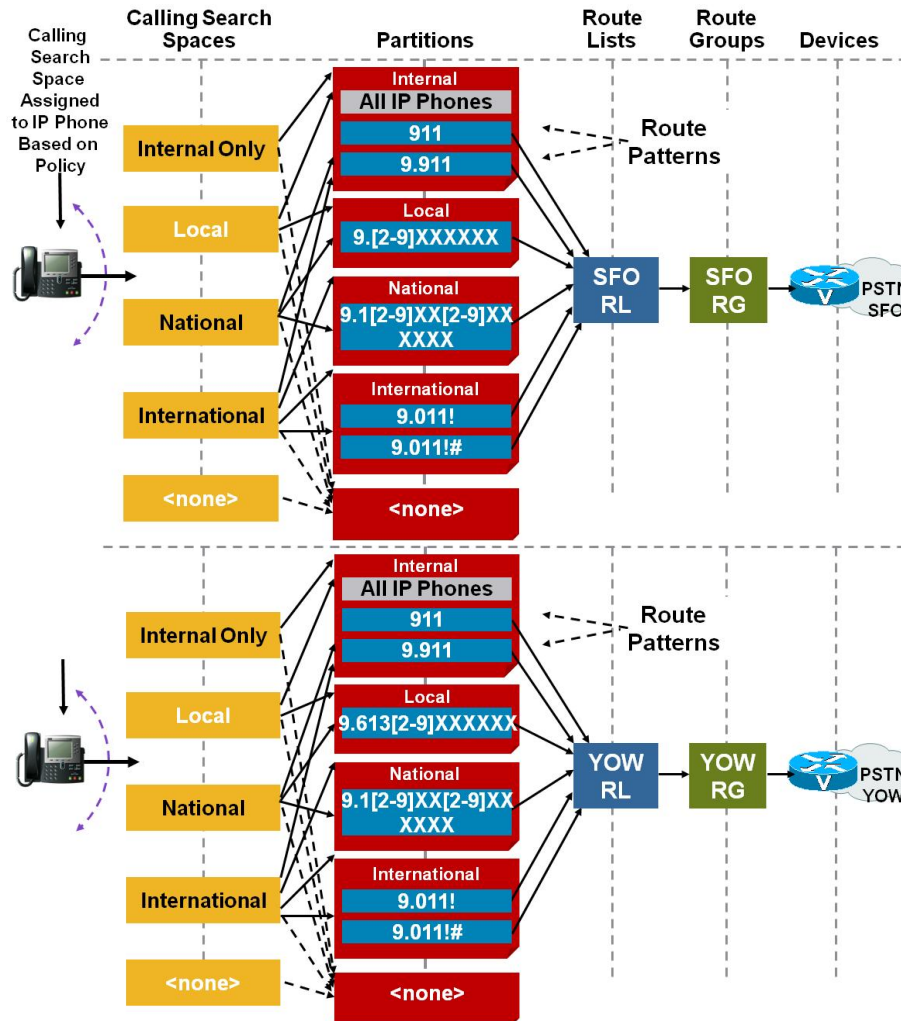 Calling Search
Spaces
Partitions
Route
Lists
Route
Groups
Devices
Calling
Search
Space
Assigned
to IP Phone
Based on
Policy
Internal Only
Local
National
International
<none>
Internal
All IP Phones
911
9.911
Local
9.[2-9]XXXXXX
National
9.1[2-9]XX[2-9]XX
XXXX
International
9.011!
9.011!#
<none>
Route
Patterns
SFO
RL
SFO
RG
V
PSTN
SFO
Internal Only
Local
National
International
<none>
Internal
All IP Phones
911
9.911
Local
9.613[2-9]XXXXXX
National
9.1[2-9]XX[2-9]XX
XXXX
International
9.011!
9.011!#
<none>
Route
Patterns
YOW
RL
YOW
RG
V
PSTN
YOW